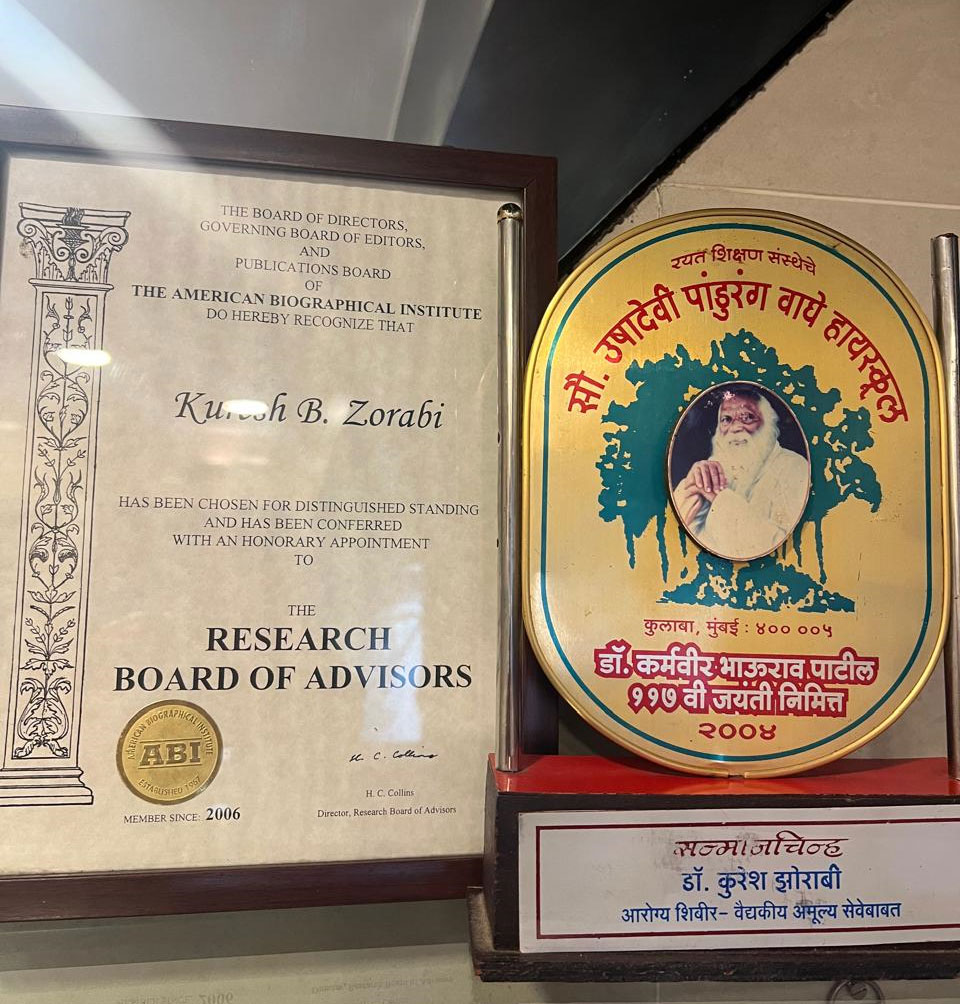 THE BOARD OF DIRECTORS,
GOVERNING BOARD OF EDITORS,
AND
PUBLICATIONS BOARD
OF
THE AMERICAN BIOGRAPHICAL INSTITUTE
DO HEREBY RECOGNIZE THAT
Kuresh B. Zorabi
HAS BEEN CHOSEN FOR DISTINGUISHED STANDING
AND HAS BEEN CONFERRED
WITH AN HONORARY APPOINTMENT
TO
THE
RESEARCH
BOARD OF ADVISORS
AMERICAN BIOGRAPHICAL INSTITUTE
ABI
ESTABLISHED 1967
MEMBER SINCE: 2006
H. C. Collins
H. C. Collins
Director, Research Board of Advisors
रयत शिक्षण संस्थेचे
सौ. उषादेवी पांडुरंग वाघे हायस्कूल
कुलाबा, मुंबई : ४०० ००५
डॉ. कर्मवीर भाऊराव पाटील
११७ वी जयती निमित्त
२००४
सन्मानचिन्ह
डॉ. कुरेश झोराबी
आरोग्य शिबीर- वैद्यकीय अमूल्य सेवेबाबत